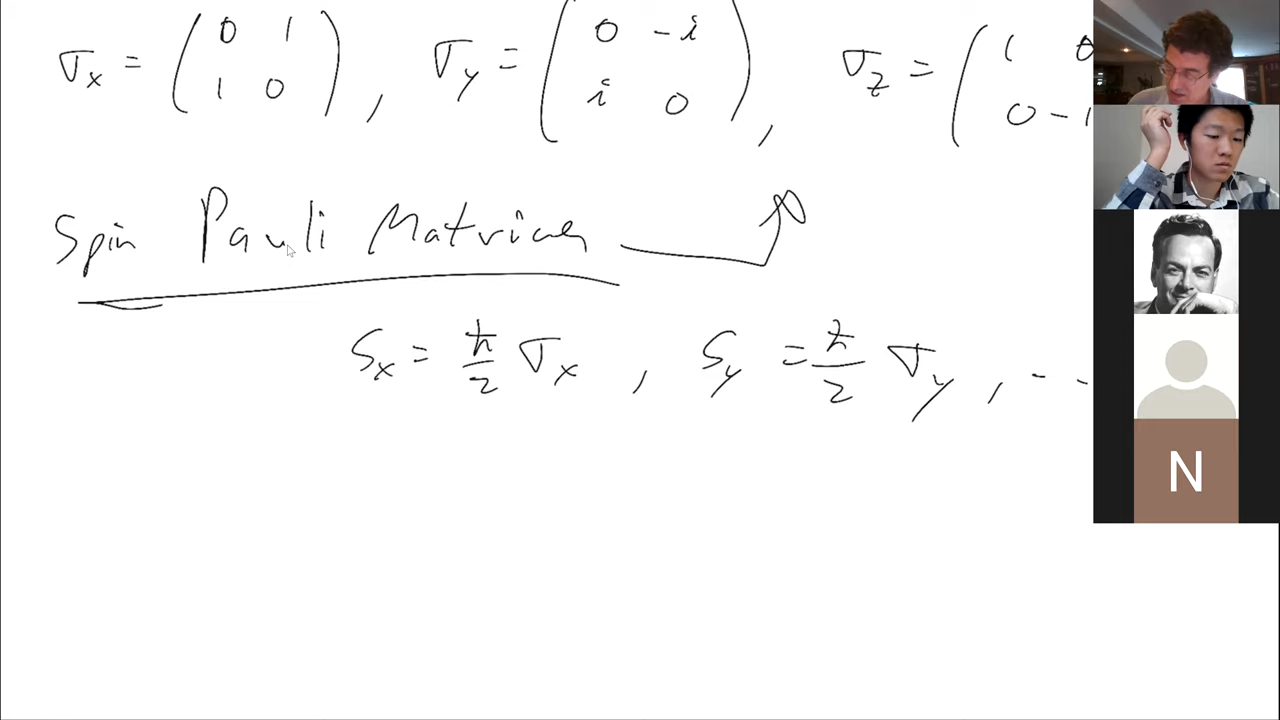 σx = ( 0 1 1 0 ), σy = ( 0 -i i 0 ), σz = ( 1 0 0 -1
Spin Pauli Matrices
Sx = ħ/2 σx, Sy = ħ/2 σy, - -
N